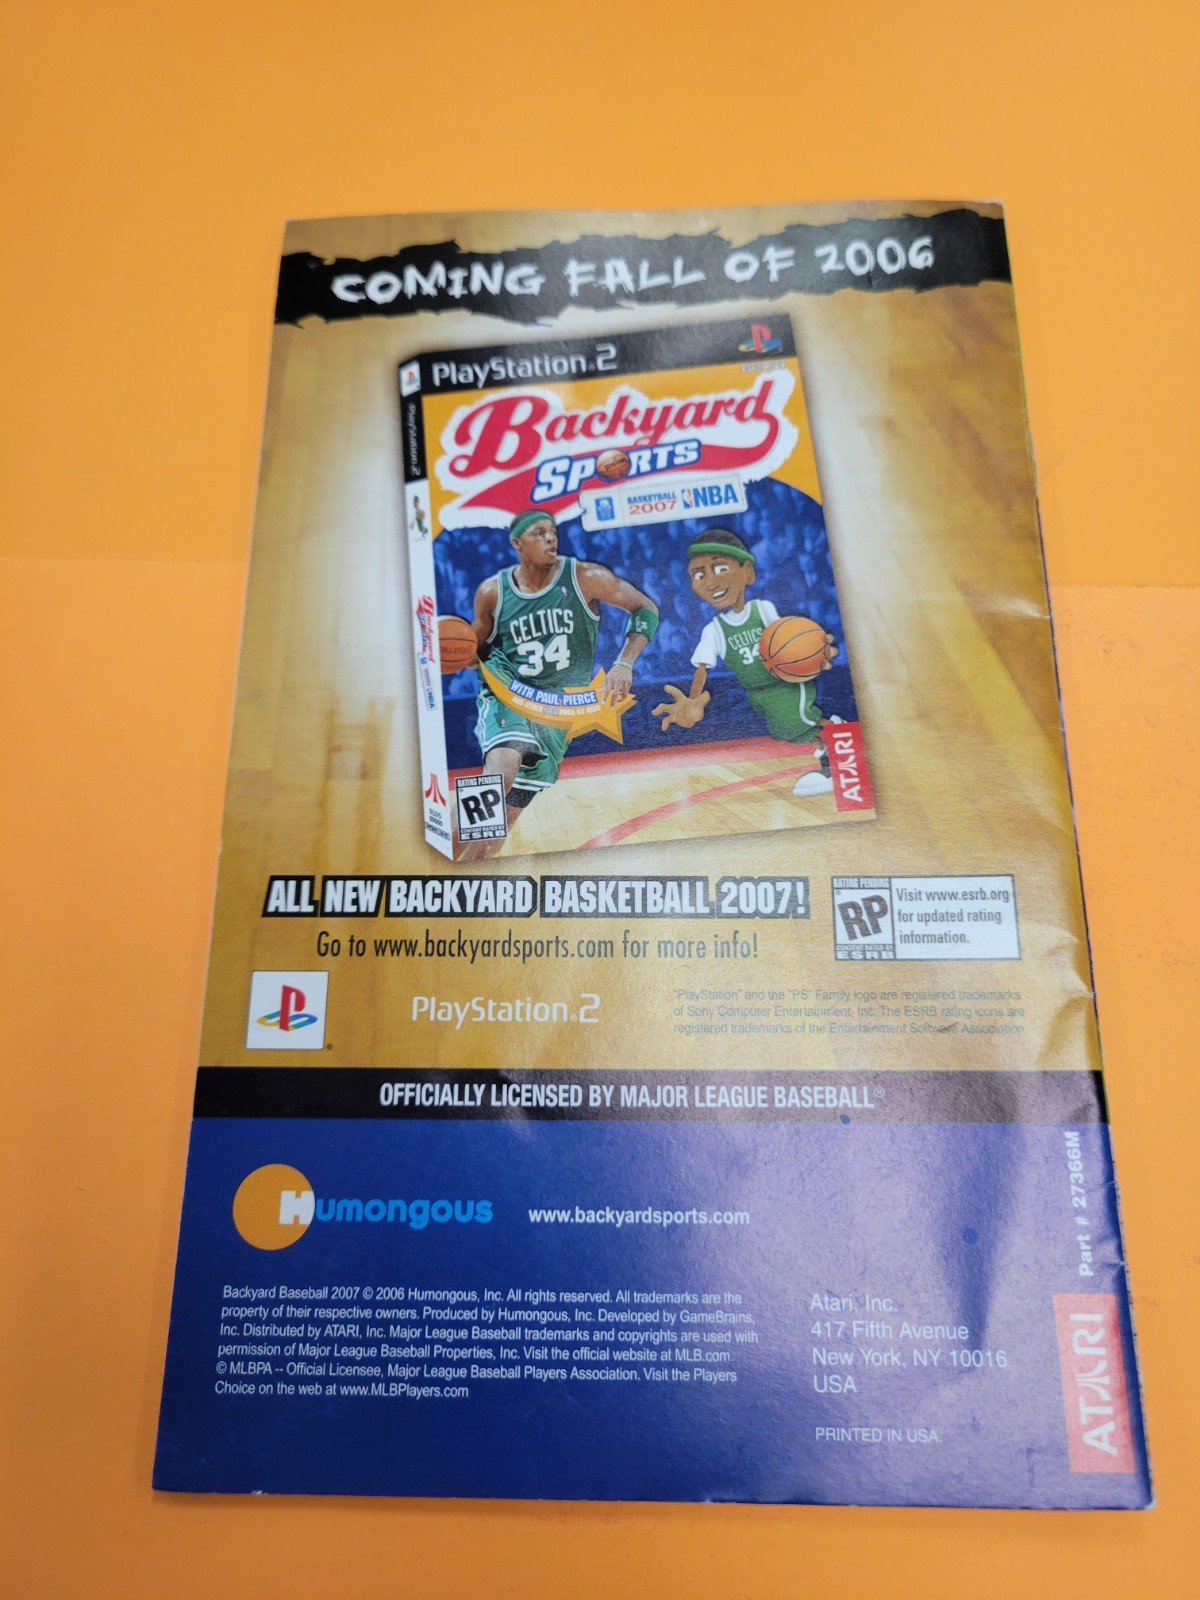 COMING FALL OF 2006
PlayStation 2
PlayStation 2
Backyard
SPORTS
BASKETBALL
2007
NBA
CELTICS
34
CELTICS
34
WITH PAUL PIERCE
ATARI
RATING PENDING
RP
CONTENT RATED BY
ESRB
ALL NEW BACKYARD BASKETBALL 2007!
Go to www.backyardsports.com for more info!
RATING PENDING
RP
CONTENT RATED BY
ESRB
Visit www.esrb.org
for updated rating
information.
PlayStation 2
"PlayStation" and the "PS" Family logo are registered trademarks
of Sony Computer Entertainment, Inc. The ESRB rating icons are
registered trademarks of the Entertainment Software Association
OFFICIALLY LICENSED BY MAJOR LEAGUE BASEBALL®
Humongous
www.backyardsports.com
Part # 27366M
Backyard Baseball 2007 © 2006 Humongous, Inc. All rights reserved. All trademarks are the
property of their respective owners. Produced by Humongous, Inc. Developed by GameBrains,
Inc. Distributed by ATARI, Inc. Major League Baseball trademarks and copyrights are used with
permission of Major League Baseball Properties, Inc. Visit the official website at MLB.com.
© MLBPA -- Official Licensee, Major League Baseball Players Association. Visit the Players
Choice on the web at www.MLBPlayers.com
Atari, Inc.
417 Fifth Avenue
New York, NY 10016
USA
PRINTED IN USA.
ATARI